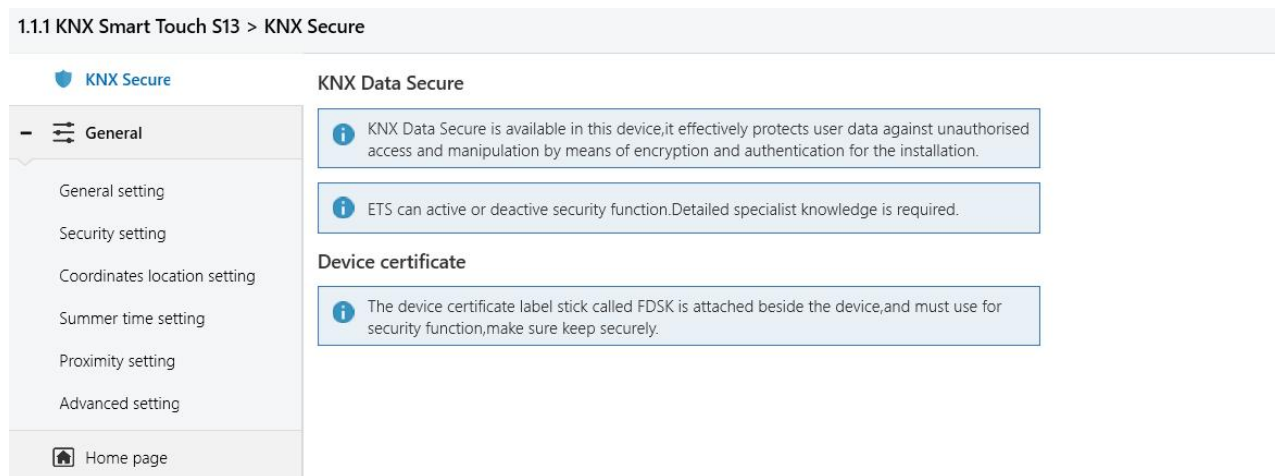 1.1.1 KNX Smart Touch S13 > KNX Secure
KNX Secure
General
General setting
Security setting
Coordinates location setting
Summer time setting
Proximity setting
Advanced setting
Home page
KNX Data Secure
KNX Data Secure is available in this device,it effectively protects user data against unauthorised
access and manipulation by means of encryption and authentication for the installation.
ETS can active or deactive security function.Detailed specialist knowledge is required.
Device certificate
The device certificate label stick called FDSK is attached beside the device,and must use for
security function,make sure keep securely.